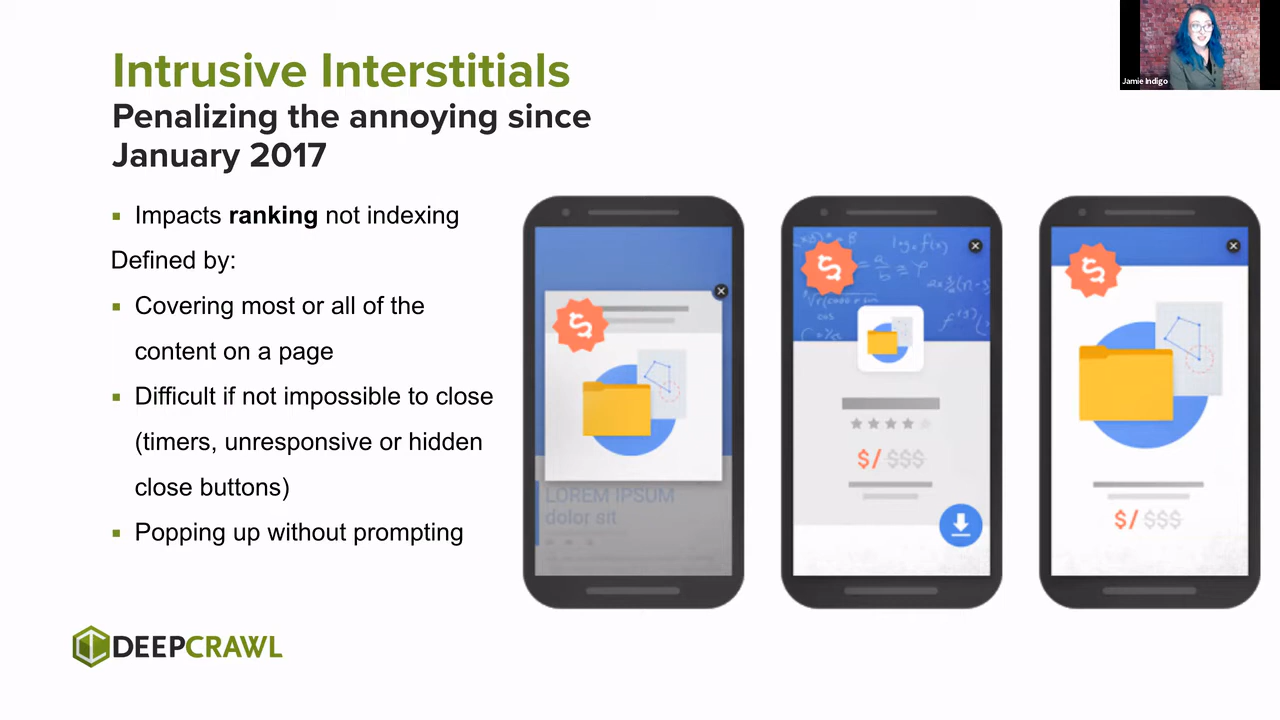 Jamie Indigo
Intrusive Interstitials
Penalizing the annoying since
January 2017
Impacts ranking not indexing
Defined by:
Covering most or all of the
content on a page
Difficult if not impossible to close
(timers, unresponsive or hidden
close buttons)
Popping up without prompting
LOREM IPSUM
dolor sit
$/ $$$
$/ $$$
DEEPCRAWL